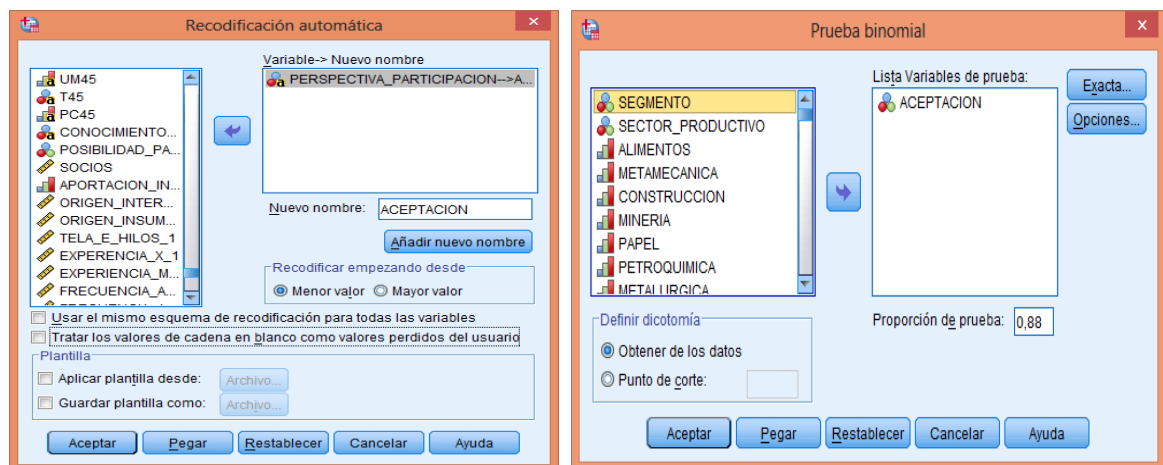 Recodificación automática
Variable-> Nuevo nombre
UM45
T45
PC45
CONOCIMIENTO...
POSIBILIDAD_PA...
SOCIOS
APORTACION_IN...
ORIGEN_INTER...
ORIGEN_INSUM...
TELA_E_HILOS_1
EXPERENCIA_X_1
EXPERIENCIA_M...
FRECUENCIA_A...
PERSPECTIVA_PARTICIPACION-->A...
Nuevo nombre: ACEPTACION
Añadir nuevo nombre
Recodificar empezando desde
Menor valor Mayor valor
Usar el mismo esquema de recodificación para todas las variables
Tratar los valores de cadena en blanco como valores perdidos del usuario
Plantilla
Aplicar plantilla desde: Archivo...
Guardar plantilla como: Archivo...
Aceptar Pegar Restablecer Cancelar Ayuda
Prueba binomial
Lista Variables de prueba:
SEGMENTO
SECTOR_PRODUCTIVO
ALIMENTOS
METAMECANICA
CONSTRUCCION
MINERIA
PAPEL
PETROQUIMICA
METALURGICA
ACEPTACION
Exacta...
Opciones...
Definir dicotomía
Obtener de los datos
Punto de corte:
Proporción de prueba: 0,88
Aceptar Pegar Restablecer Cancelar Ayuda